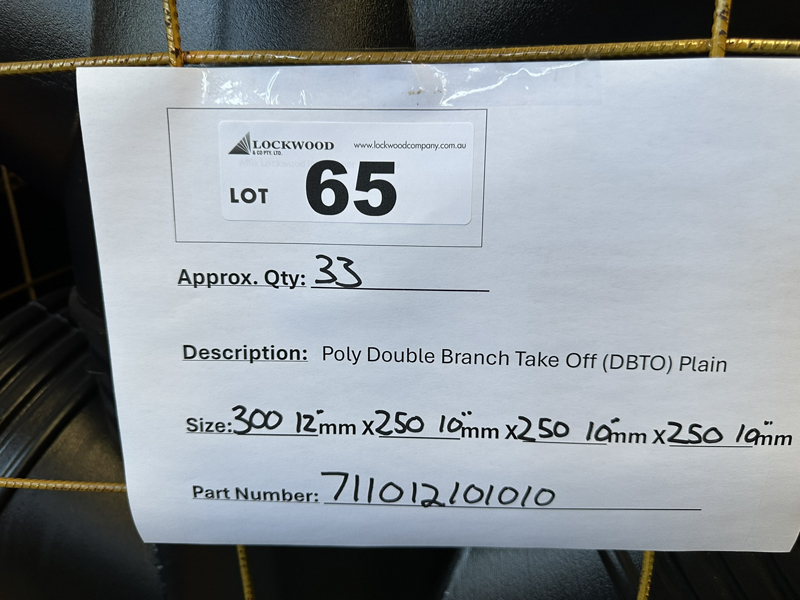 LOCKWOOD www.lockwoodcompany.com.au
& CO PTY. LTD.
LOT 65
Approx. Qty: 33
Description: Poly Double Branch Take Off (DBTO) Plain
Size: 300 12"mm X 250 10"mm X 250 10"mm X 250 10"mm
Part Number: 711012101010